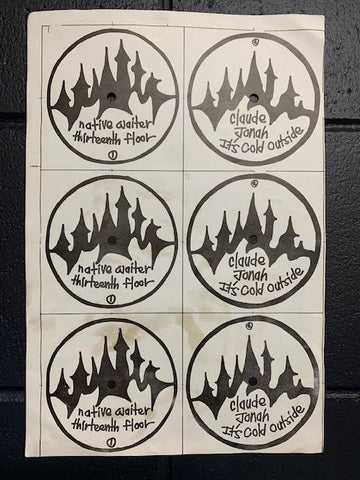 native waiter
thirteenth floor
1
claude
Jonah
It's Cold Outside
native waiter
thirteenth floor
1
claude
Jonah
It's Cold Outside
native waiter
thirteenth floor
1
claude
Jonah
It's Cold Outside